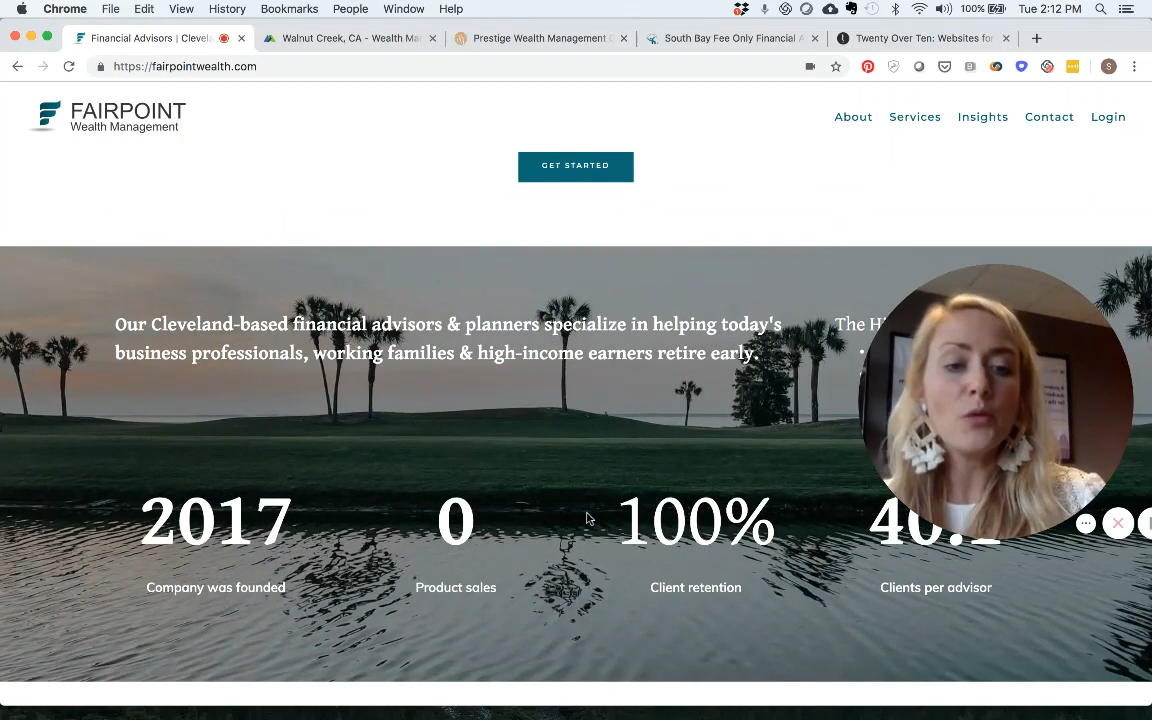 Chrome File Edit View History Bookmarks People Window Help 100% Tue 2:12 PM
Financial Advisors | Clevel
Walnut Creek, CA - Wealth Ma
Prestige Wealth Management
South Bay Fee Only Financial
Twenty Over Ten: Websites for
https://fairpointwealth.com
S
FAIRPOINT
Wealth Management
About Services Insights Contact Login
GET STARTED
Our Cleveland-based financial advisors & planners specialize in helping today's
business professionals, working families & high-income earners retire early.
The
2017 0 100% 40.
Company was founded Product sales Client retention Clients per advisor